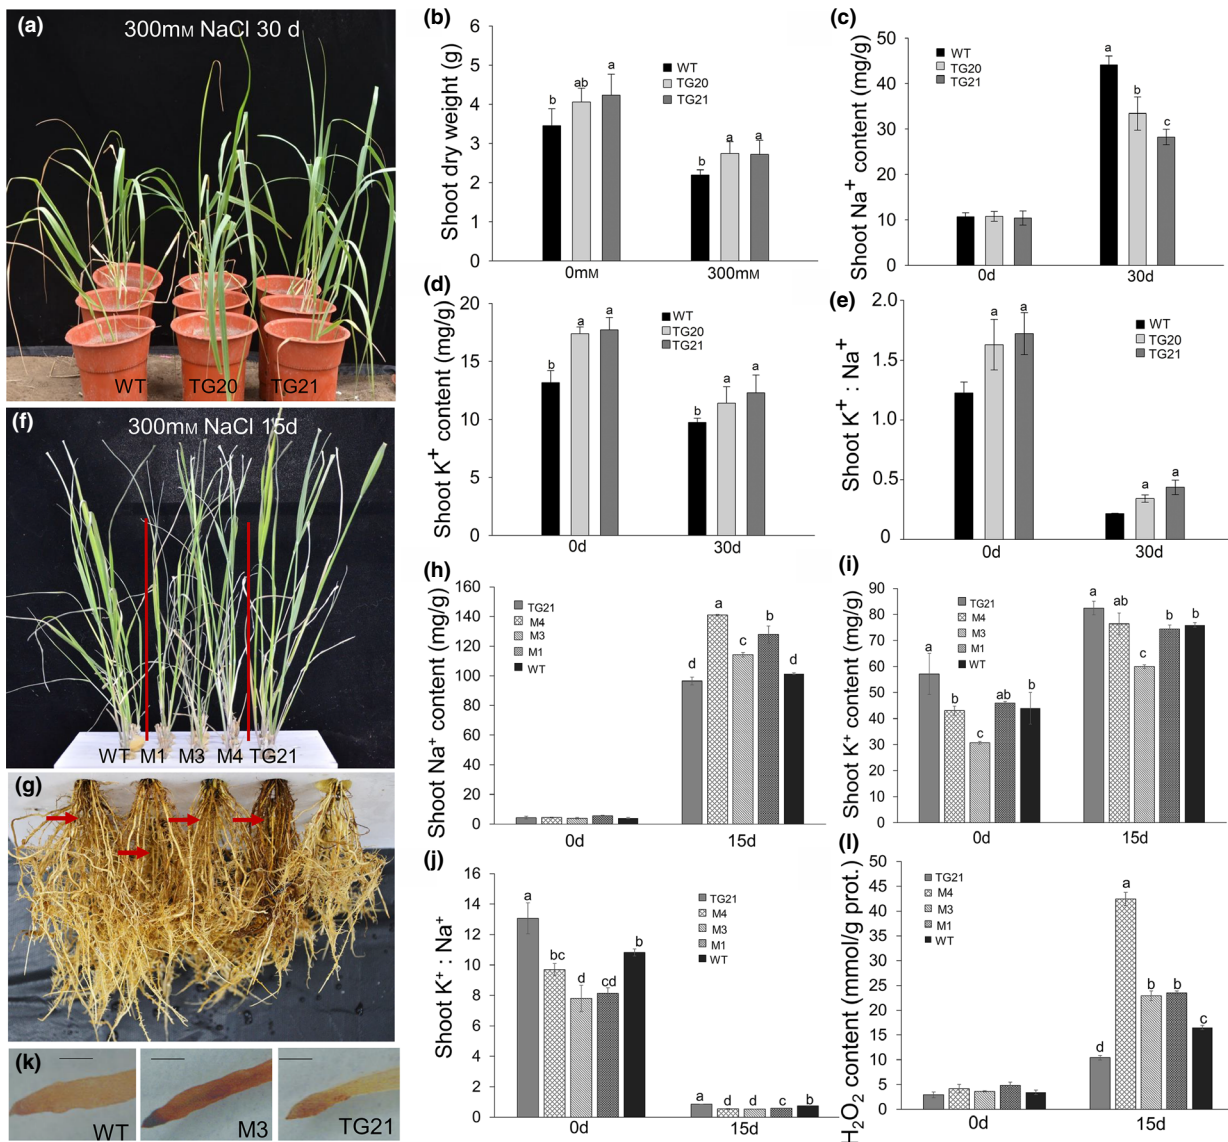 (a)
300mM NaCl 30 d
WT TG20 TG21
(b)
Shoot dry weight (g)
6
5
4
3
2
1
0
WT
TG20
TG21
b ab a
b a a
0mM 300mM
(c)
Shoot Na+ content (mg/g)
50
40
30
20
10
0
WT
TG20
TG21
a
b
c
0d 30d
(d)
Shoot K+ content (mg/g)
20
15
10
5
0
WT
TG20
TG21
b a a
b a a
0d 30d
(e)
Shoot K+ : Na+
2.0
1.5
1.0
0.5
0
WT
TG20
TG21
a a
a a
0d 30d
(f)
300mM NaCl 15d
WT M1 M3 M4 TG21
(g)
(h)
Shoot Na+ content (mg/g)
160
140
120
100
80
60
40
20
0
TG21
M4
M3
M1
WT
d a c b d
0d 15d
(i)
Shoot K+ content (mg/g)
90
80
70
60
50
40
30
20
10
0
TG21
M4
M3
M1
WT
a b c ab b
a ab c b b
0d 15d
(j)
Shoot K+ : Na+
16
14
12
10
8
6
4
2
0
TG21
M4
M3
M1
WT
a bc d cd b
a d d c b
0d 15d
(k)
WT M3 TG21
(l)
H2O2 content (mmol/g prot.)
50
45
40
35
30
25
20
15
10
5
0
TG21
M4
M3
M1
WT
d a b b c
0d 15d